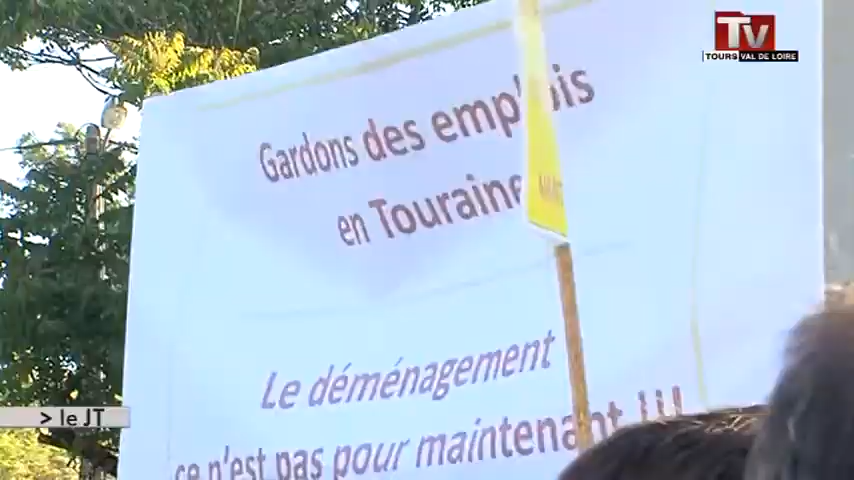 TV
TOURS VAL DE LOIRE
Gardons des emplois
en Touraine
Le déménagement
ce n'est pas pour maintenant !!!
> le JT